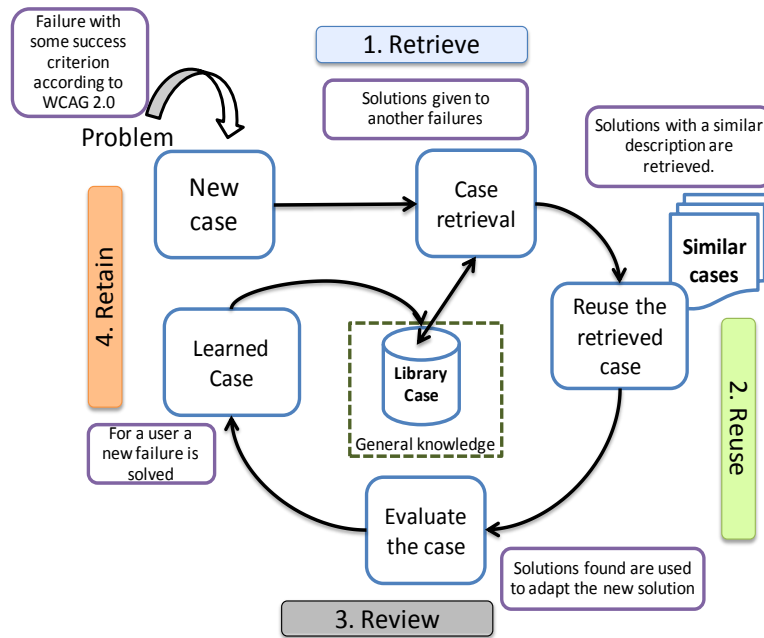 Failure with
some success
criterion
according to
WCAG 2.0
Problem
1. Retrieve
Solutions given to
another failures
Solutions with a similar
description are
retrieved.
New
case
Case
retrieval
Similar
cases
4. Retain
Learned
Case
Library
Case
General knowledge
Reuse the
retrieved
case
2. Reuse
For a user a
new failure is
solved
Evaluate
the case
Solutions found are used
to adapt the new solution
3. Review